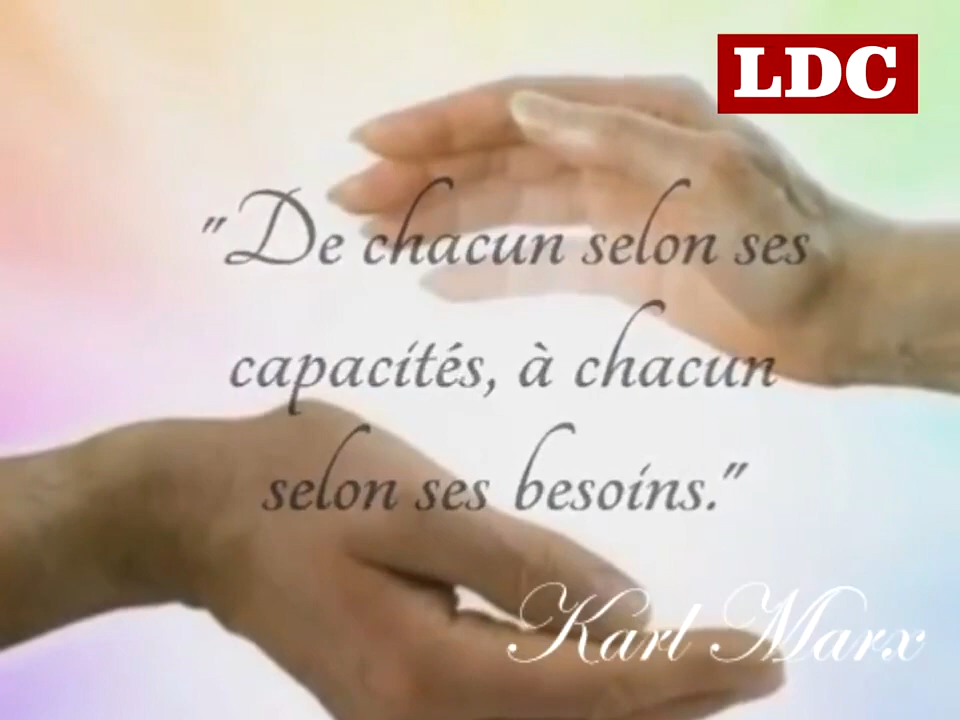 LDC
"De chacun selon ses
capacités, à chacun
selon ses besoins."
Karl Marx